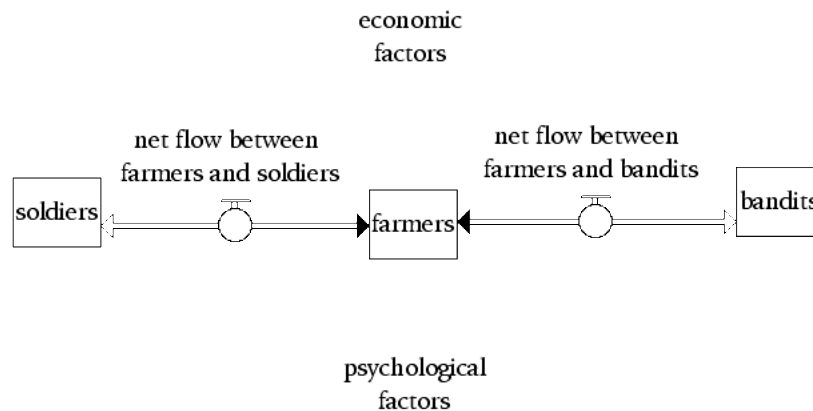 economic
factors
net flow between
farmers and soldiers
net flow between
farmers and bandits
soldiers
farmers
bandits
psychological
factors